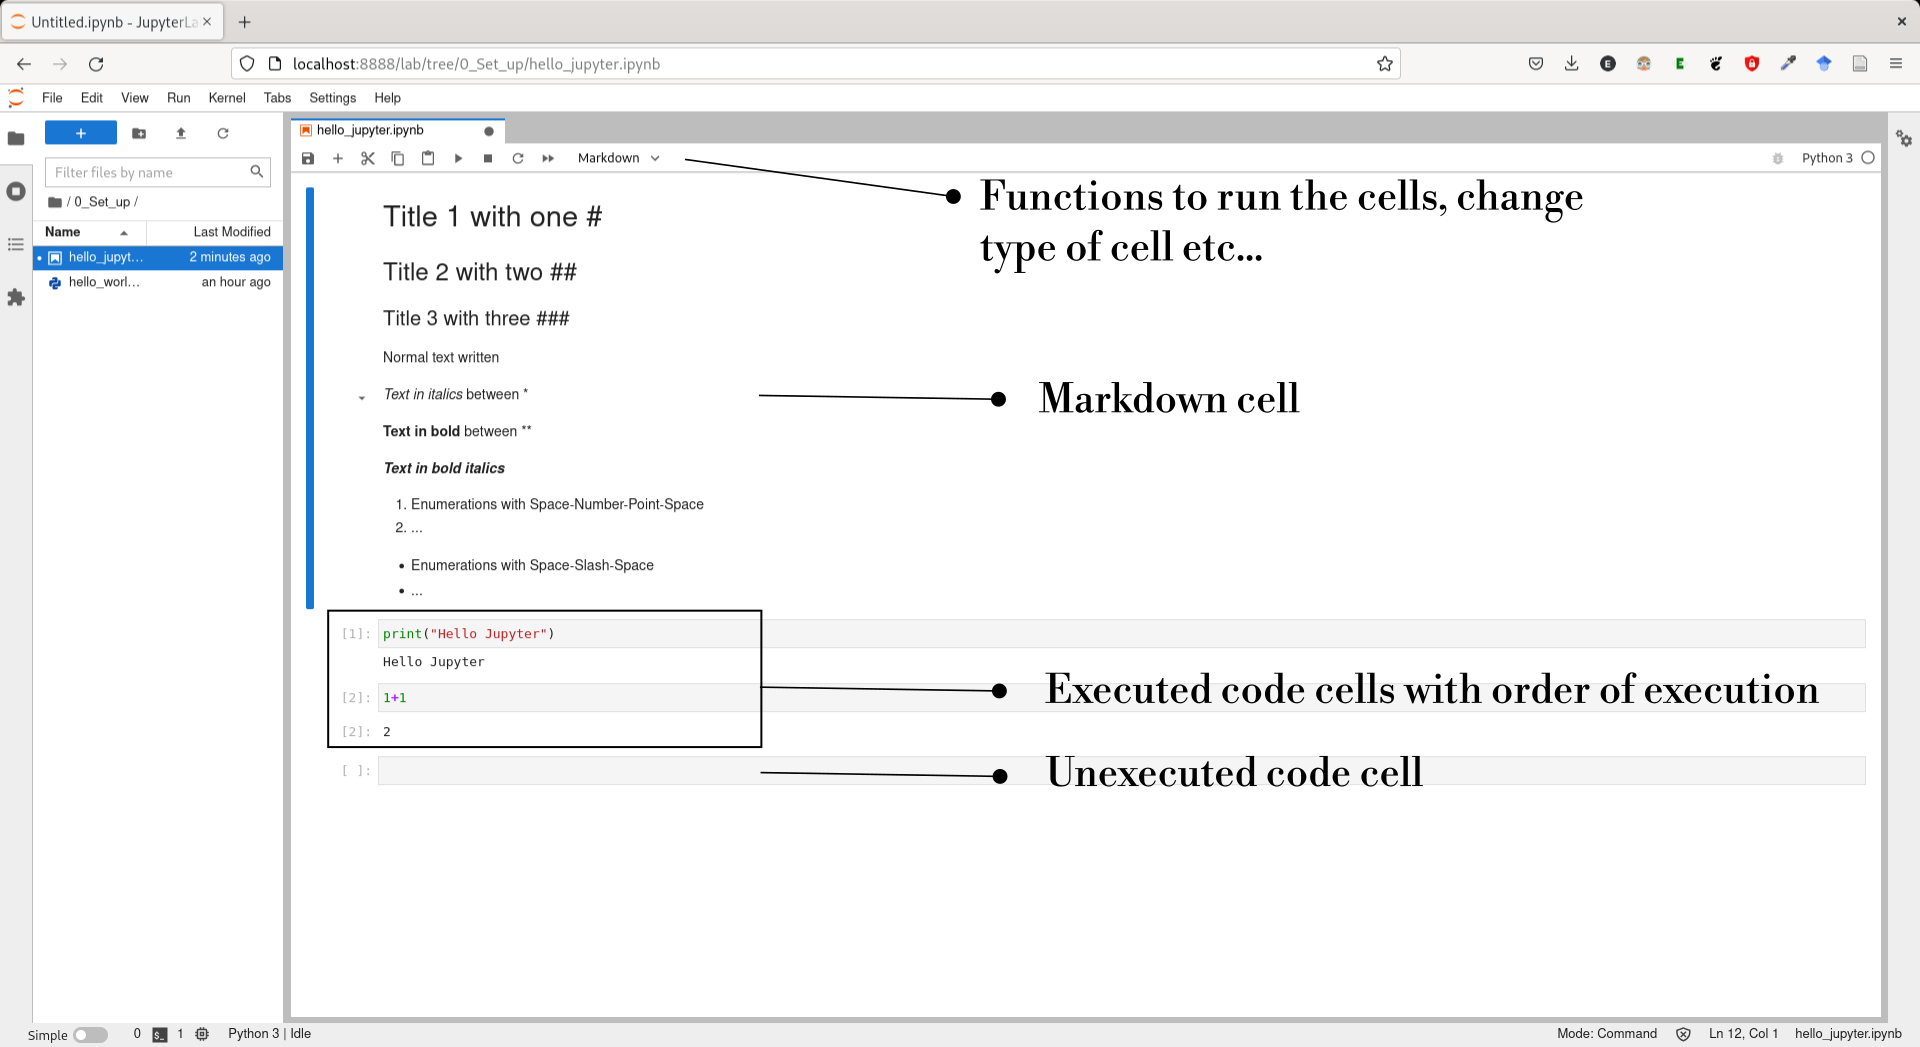 Untitled.ipynb - JupyterLa
localhost:8888/lab/tree/0_Set_up/hello_jupyter.ipynb
File Edit View Run Kernel Tabs Settings Help
hello_jupyter.ipynb
Markdown
Python 3
Filter files by name
/ 0_Set_up /
Name Last Modified
hello_jupyt... 2 minutes ago
hello_worl... an hour ago
Functions to run the cells, change
type of cell etc...
Title 1 with one #
Title 2 with two ##
Title 3 with three ###
Normal text written
Text in italics between *
Markdown cell
Text in bold between **
Text in bold italics
1. Enumerations with Space-Number-Point-Space
2. ...
• Enumerations with Space-Slash-Space
• ...
[1]: print("Hello Jupyter")
Hello Jupyter
[2]: 1+1
Executed code cells with order of execution
[2]: 2
[ ]:
Unexecuted code cell
Simple 0 $_ 1 Python 3 | Idle
Mode: Command Ln 12, Col 1 hello_jupyter.ipynb